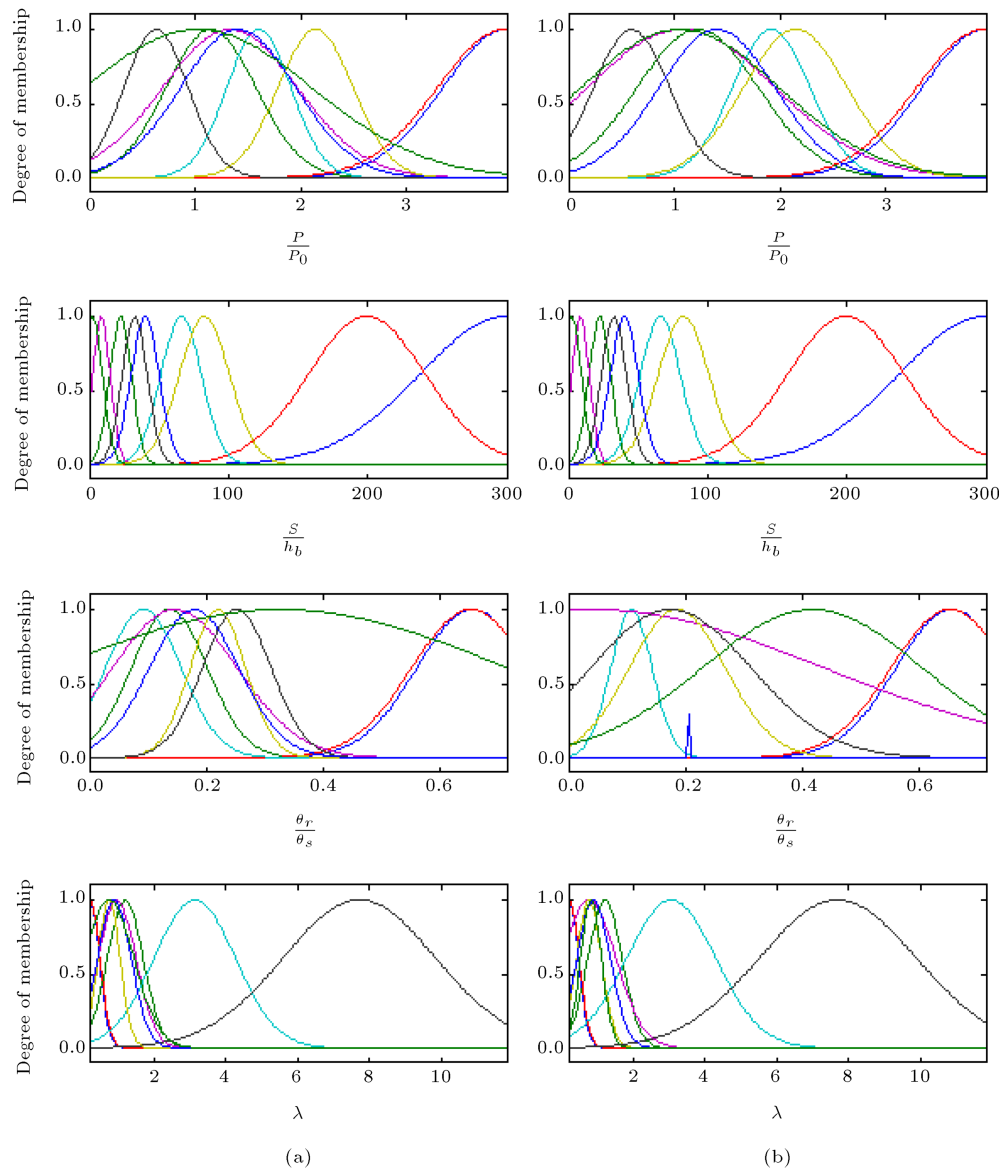 Degree of membership
1.0 1.0
0.5 0.5
0.0 0.0
0 1 2 3 0 1 2 3
P/P_0 P/P_0
Degree of membership
1.0 1.0
0.5 0.5
0.0 0.0
0 100 200 300 0 100 200 300
S/h_b S/h_b
Degree of membership
1.0 1.0
0.5 0.5
0.0 0.0
0.0 0.2 0.4 0.6 0.0 0.2 0.4 0.6
θ_r/θ_s θ_r/θ_s
Degree of membership
1.0 1.0
0.5 0.5
0.0 0.0
2 4 6 8 10 2 4 6 8 10
λ λ
(a) (b)